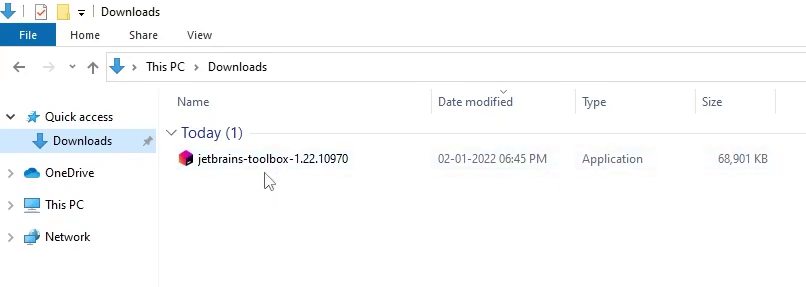 Downloads
File Home Share View
This PC Downloads
Name Date modified Type Size
Quick access
Today (1)
Downloads
jetbrains-toolbox-1.22.10970 02-01-2022 06:45 PM Application 68,901 KB
OneDrive
This PC
Network